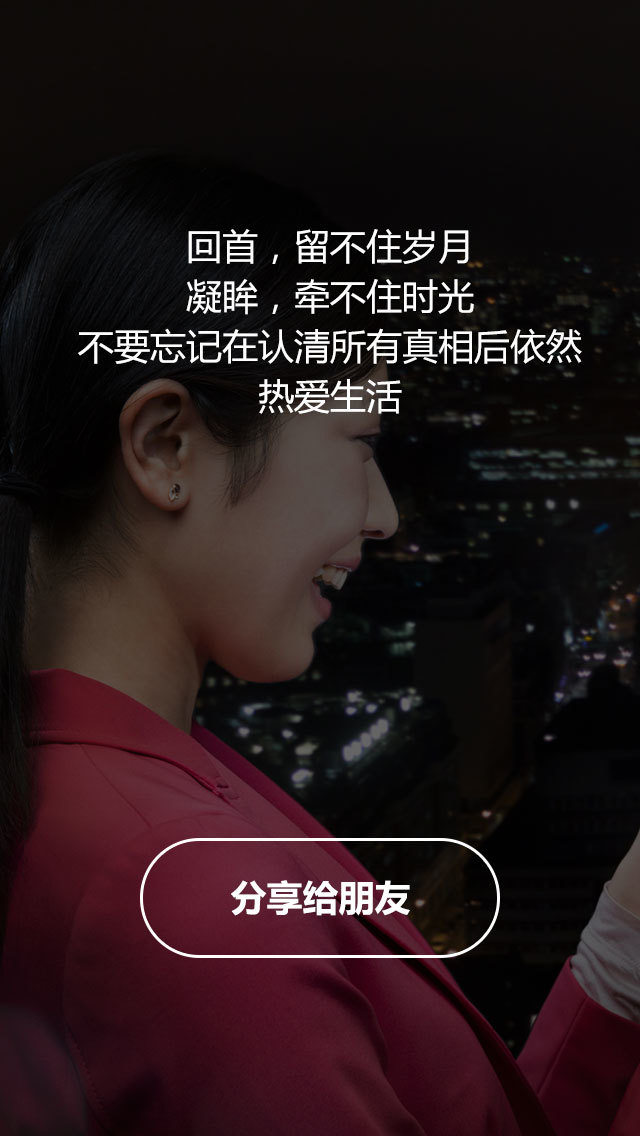 回首，留不住岁月
凝眸，牵不住时光
不要忘记在认清所有真相后依然
热爱生活
分享给朋友